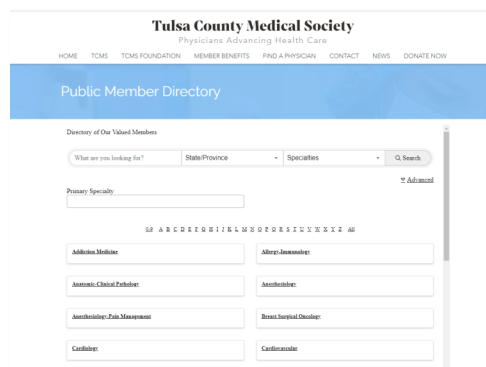 Tulsa County Medical Society
Physicians Advancing Health Care
HOME TCMS TCMS FOUNDATION MEMBER BENEFITS FIND A PHYSICIAN CONTACT NEWS DONATE NOW
Public Member Directory
Directory of Our Valued Members
What are you looking for? State/Province Specialties Search
Advanced
Primary Specialty
0-9 A B C D E F G H I J K L M N O P Q R S T U V W X Y Z All
Addiction Medicine Allergy,Immunology
Anatomic-Clinical Pathology Anesthesiology
Anesthesiology-Pain Management Breast Surgical Oncology
Cardiology Cardiovascular